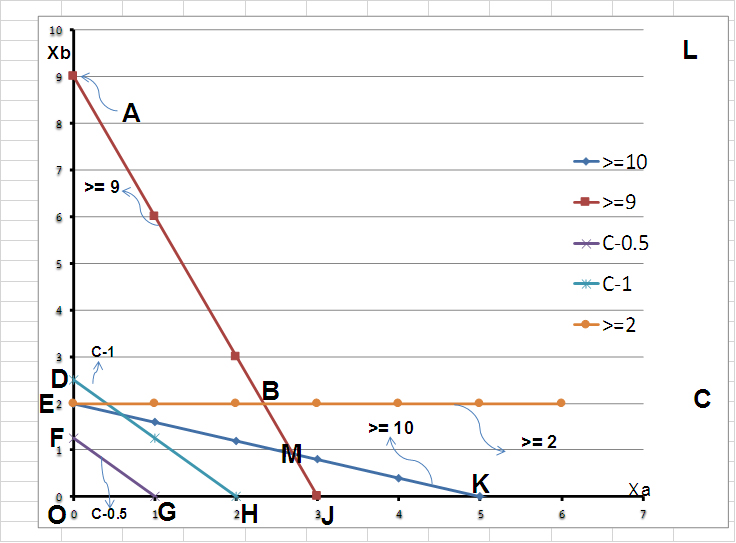 10
Xb
L
9
A
8
>=10
7
>= 9
>=9
6
C-0.5
5
C-1
4
>=2
3
C-1
D
B
E 2
C
>= 10
F
>= 2
1
M
K
Xa
0
O 0 1 G 2 H 3 J 4 5 6 7
C-0.5